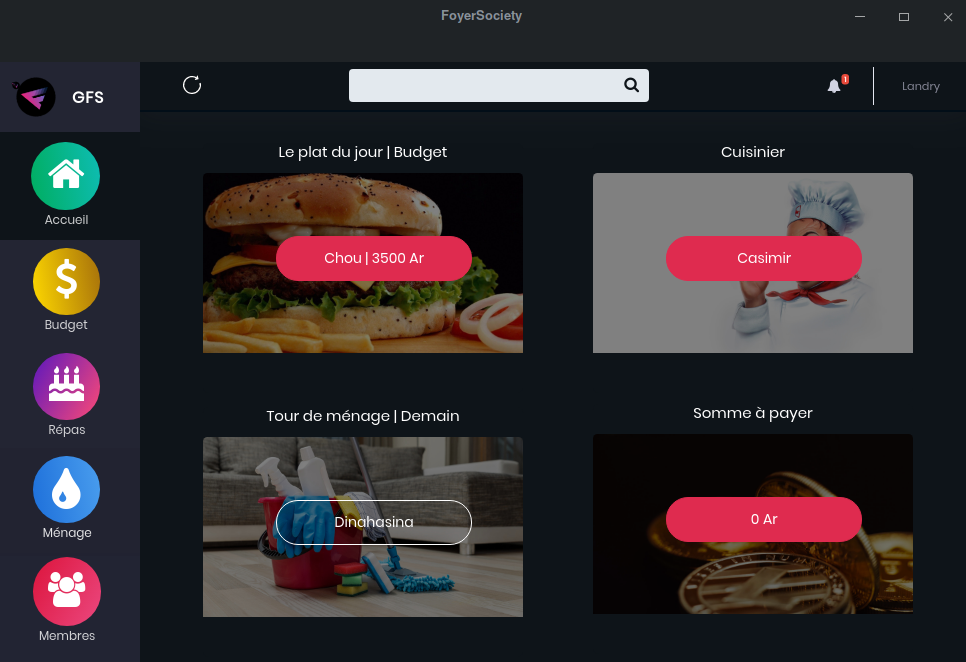 FoyerSociety
GFS
1
Landry
Accueil
Budget
Répas
Ménage
Membres
Le plat du jour | Budget
Chou | 3500 Ar
Cuisinier
Casimir
Tour de ménage | Demain
Dinahasina
Somme à payer
0 Ar